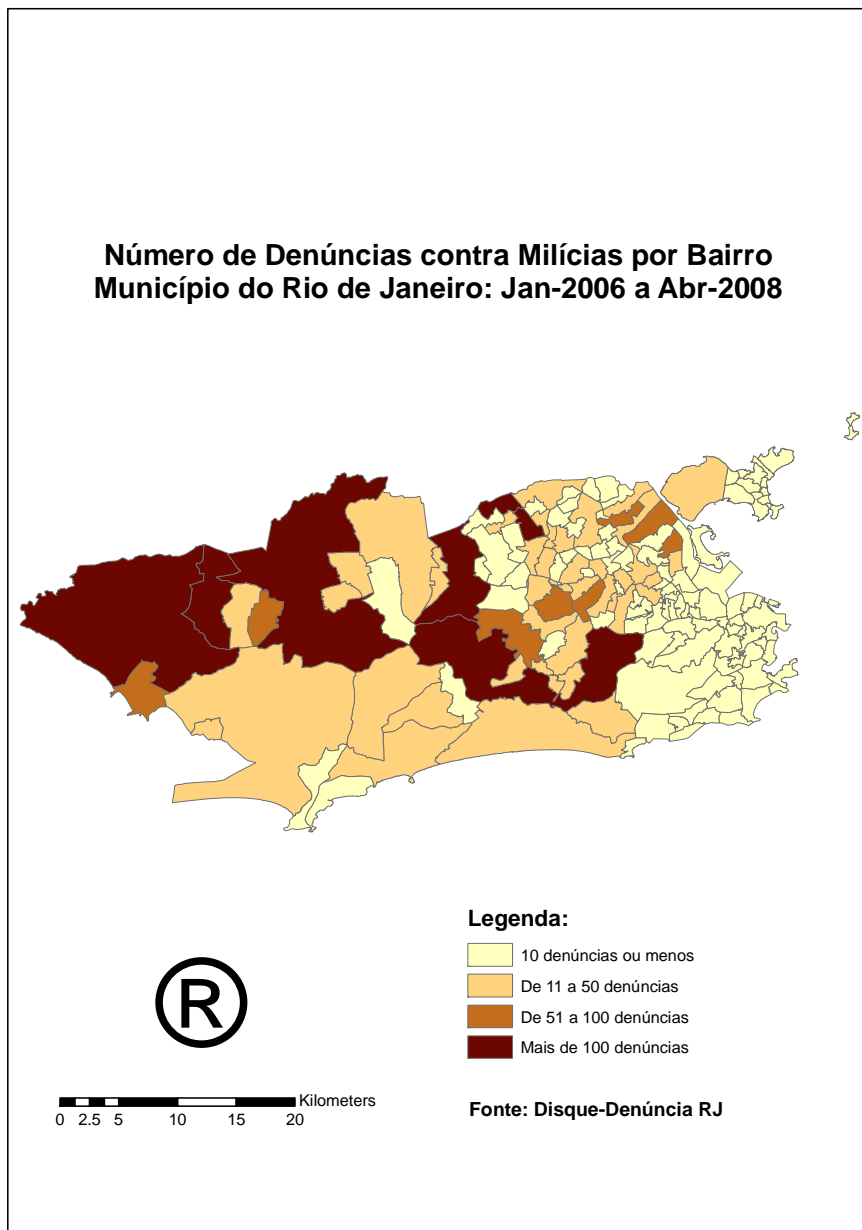 Número de Denúncias contra Milícias por Bairro
Município do Rio de Janeiro: Jan-2006 a Abr-2008
Legenda:
10 denúncias ou menos
De 11 a 50 denúncias
De 51 a 100 denúncias
Mais de 100 denúncias
®
Kilometers
0 2.5 5 10 15 20
Fonte: Disque-Denúncia RJ